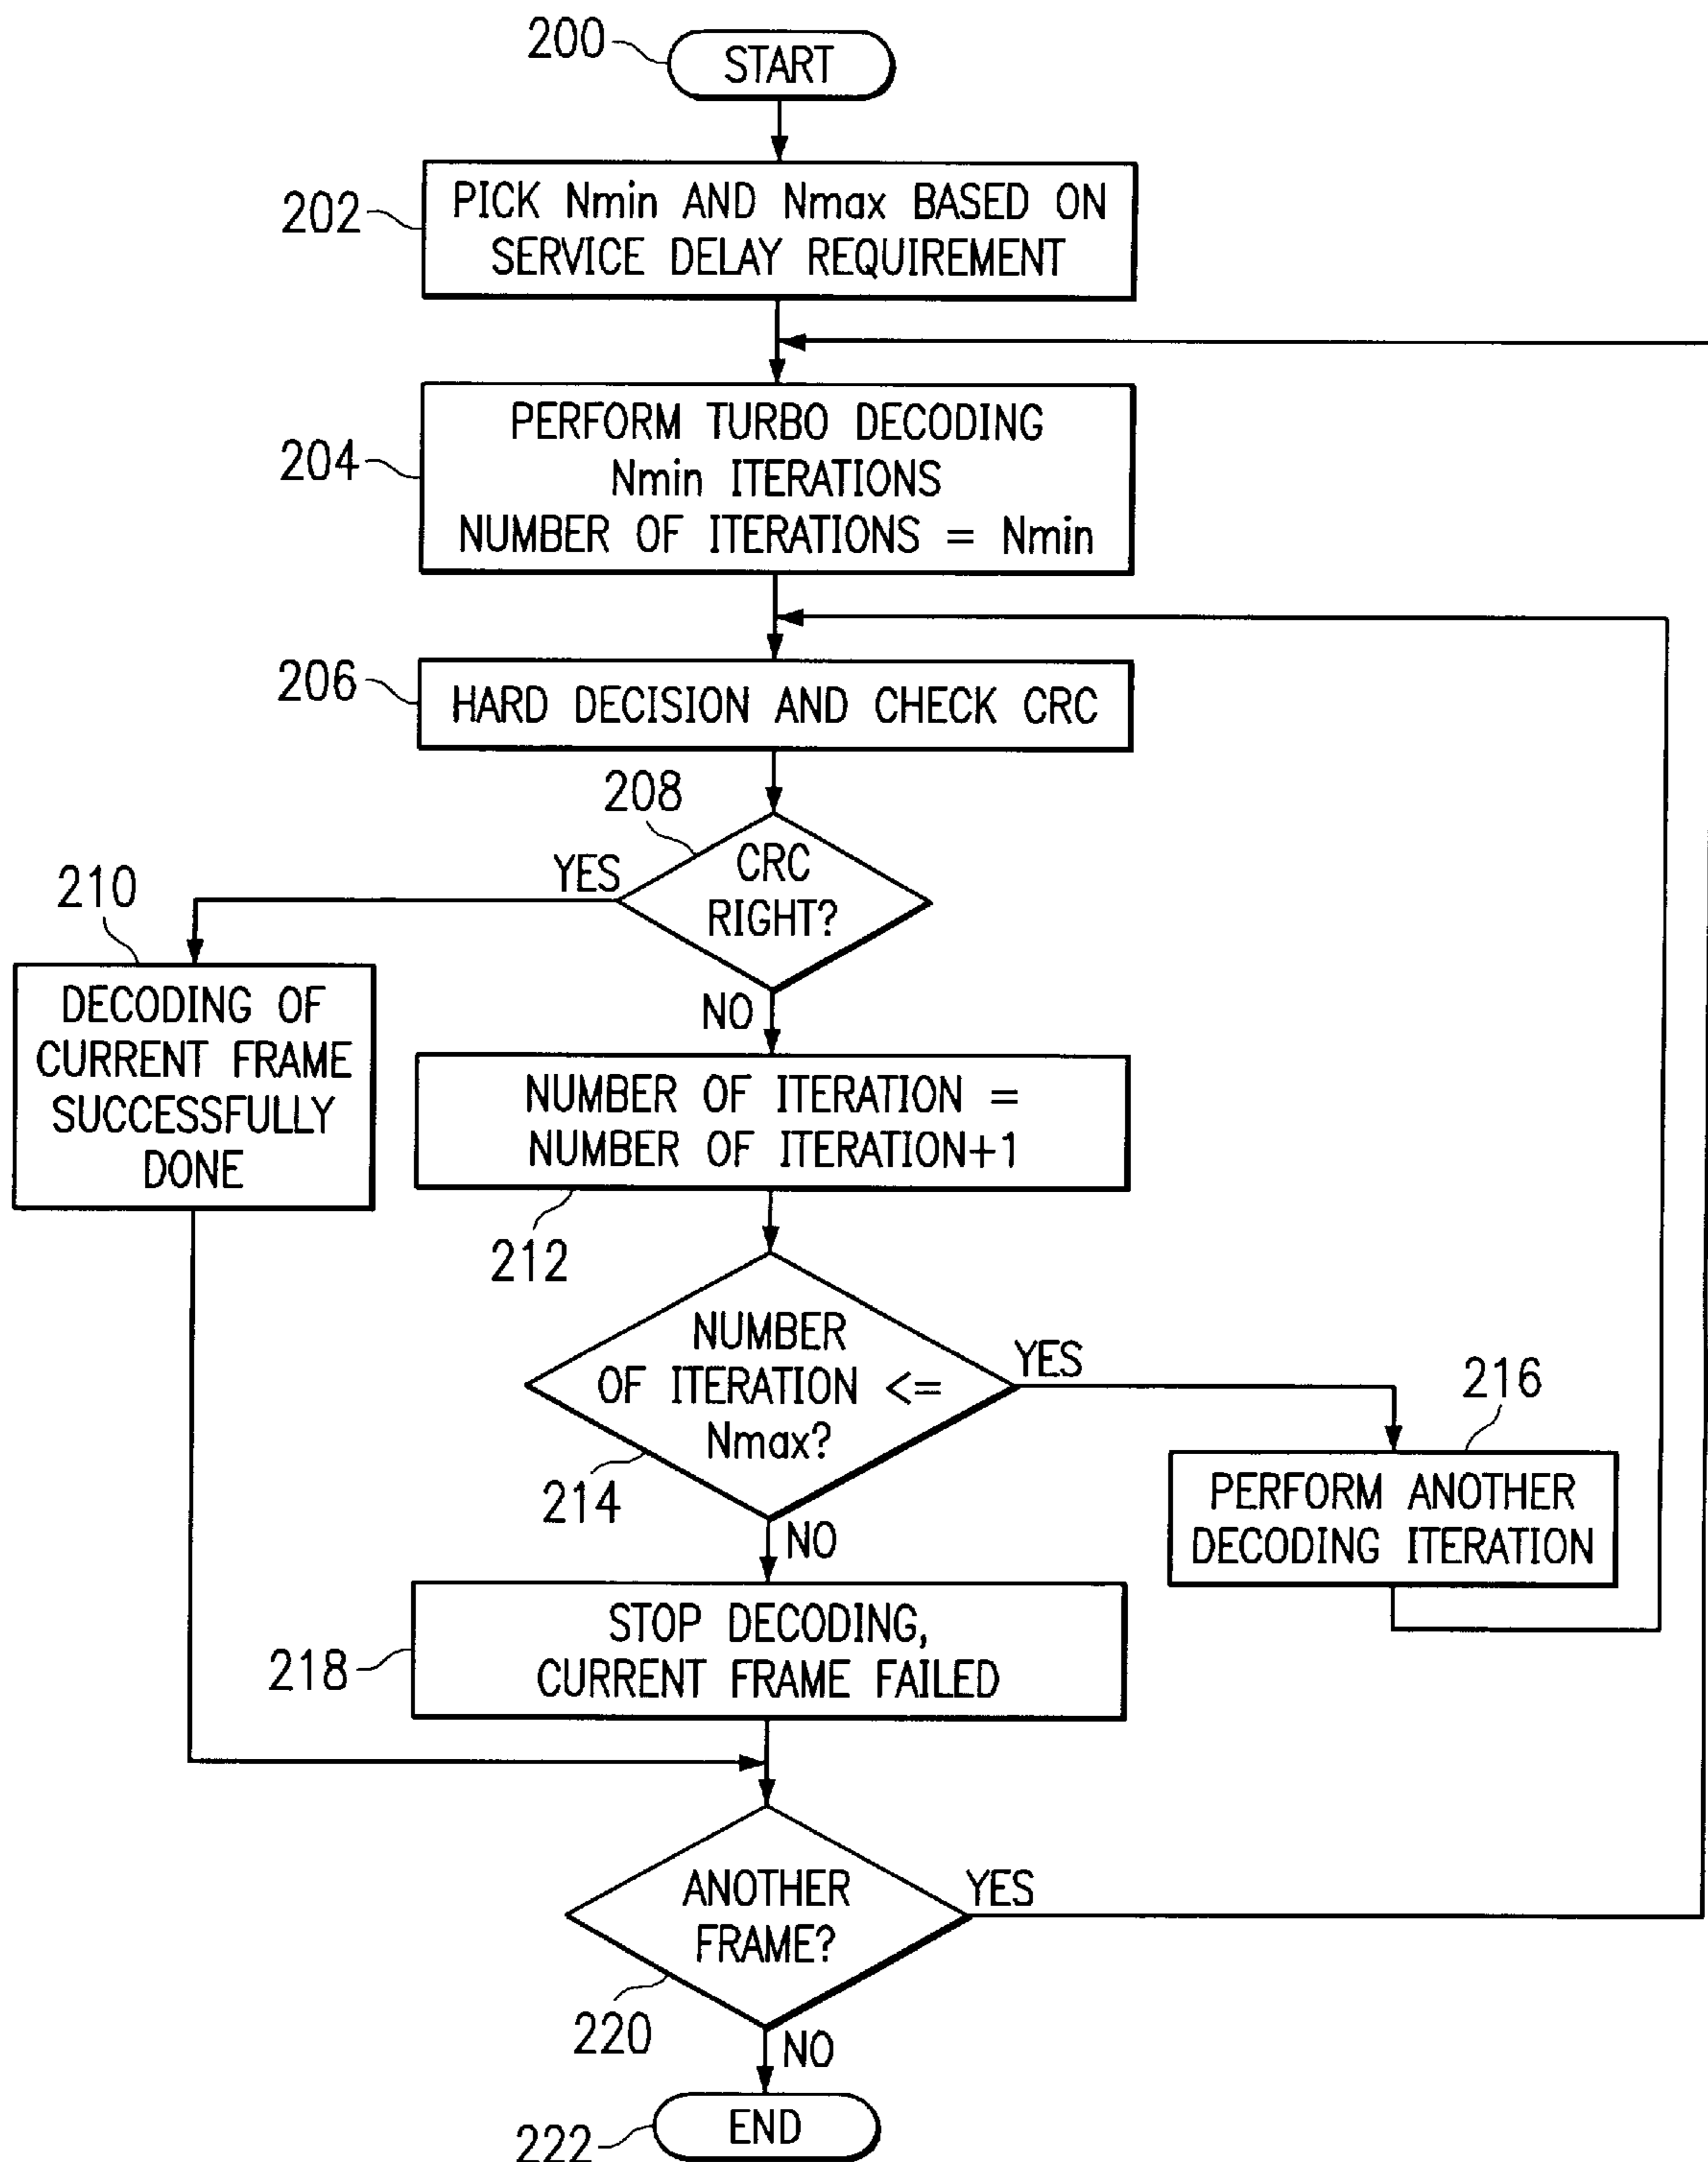 200
START
202
PICK Nmin AND Nmax BASED ON
SERVICE DELAY REQUIREMENT
204
PERFORM TURBO DECODING
Nmin ITERATIONS
NUMBER OF ITERATIONS = Nmin
206
HARD DECISION AND CHECK CRC
208
CRC
RIGHT?
YES
NO
210
DECODING OF
CURRENT FRAME
SUCCESSFULLY
DONE
NUMBER OF ITERATION =
NUMBER OF ITERATION+1
212
NUMBER
OF ITERATION <=
Nmax?
YES
214
NO
216
PERFORM ANOTHER
DECODING ITERATION
218
STOP DECODING,
CURRENT FRAME FAILED
ANOTHER
FRAME?
YES
220
NO
222
END